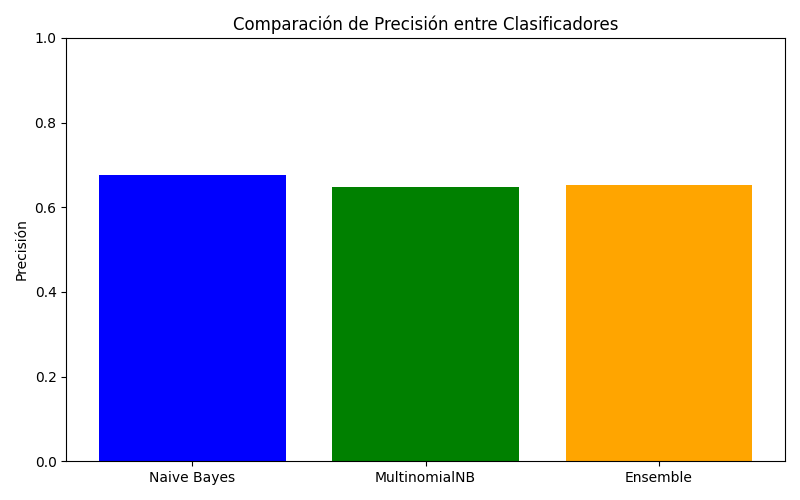 Comparación de Precisión entre Clasificadores
1.0
0.8
0.6
0.4
0.2
0.0
Precisión
Naive Bayes
MultinomialNB
Ensemble